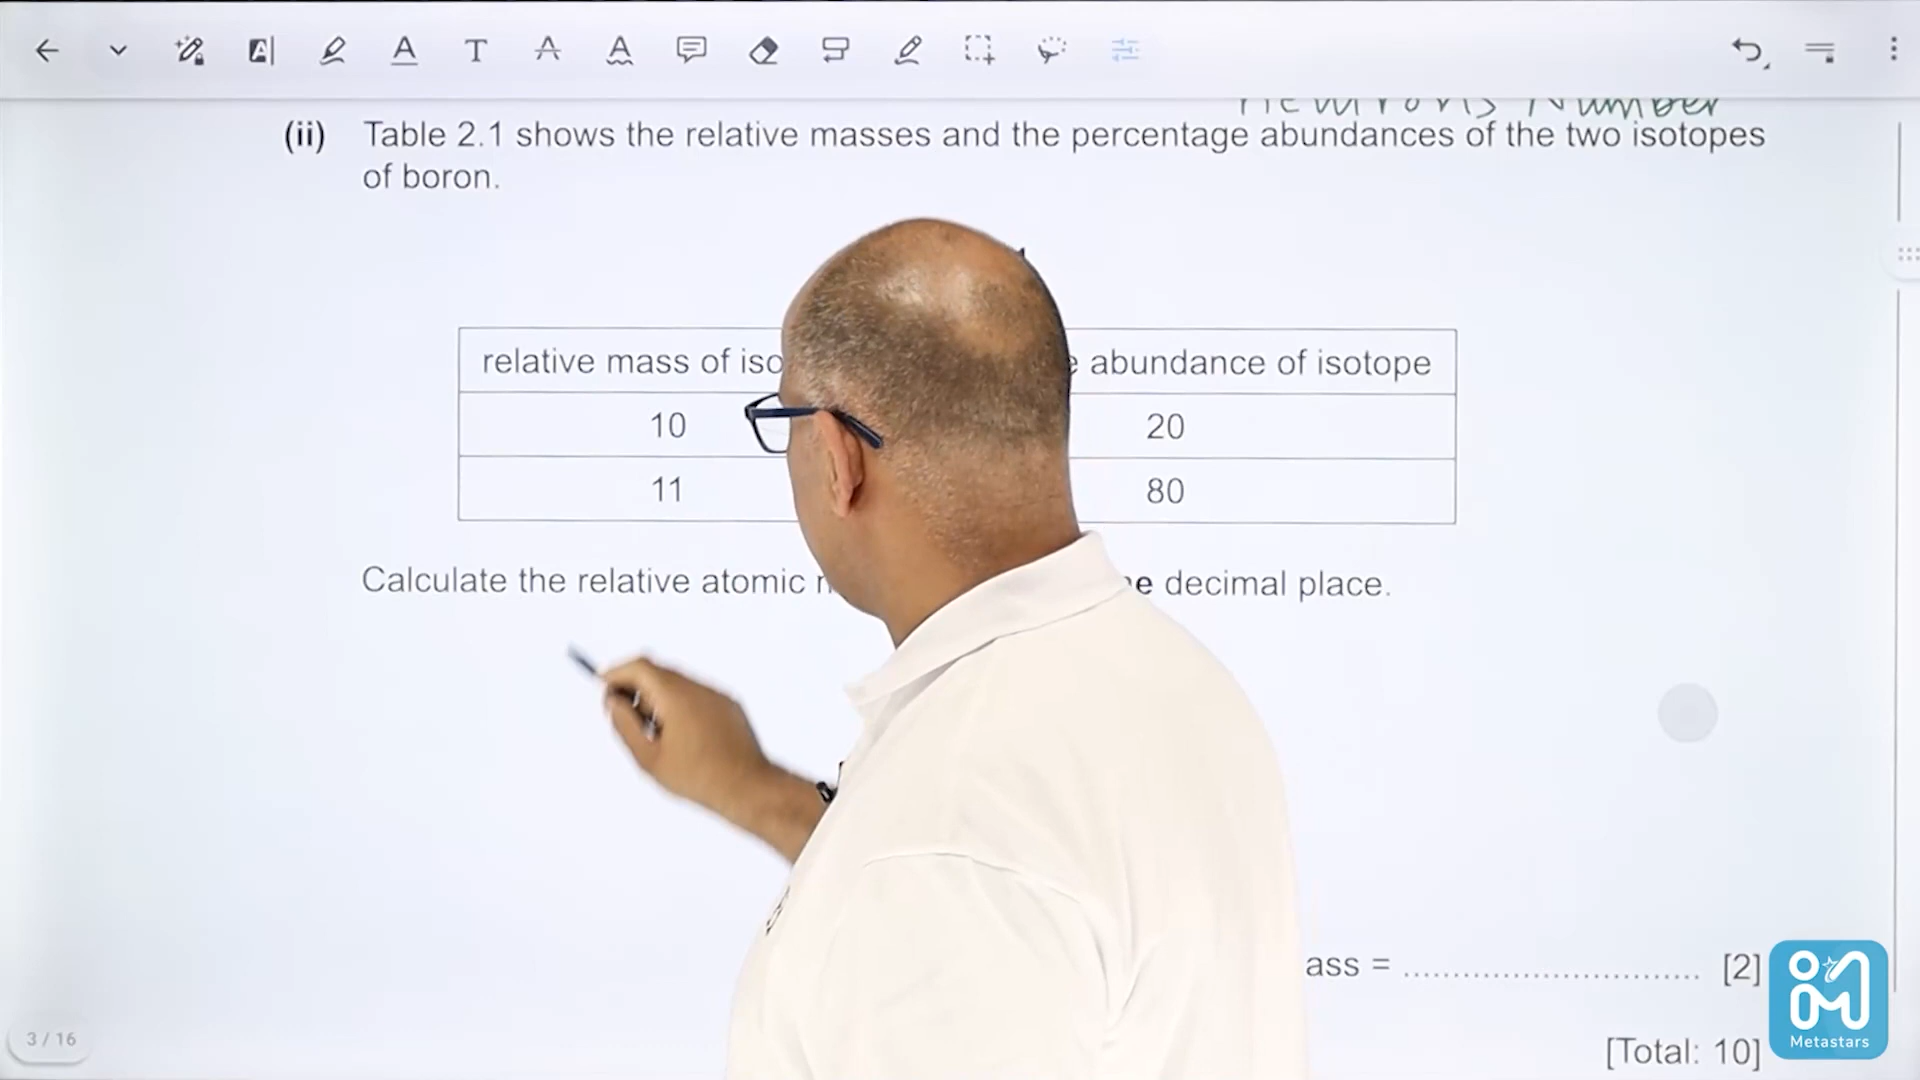 Neutrons Number
(ii) Table 2.1 shows the relative masses and the percentage abundances of the two isotopes
of boron.
relative mass of iso abundance of isotope
10 20
11 80
Calculate the relative atomic decimal place.
ass = ........................... [2]
[Total: 10]
3 / 16
Metastars